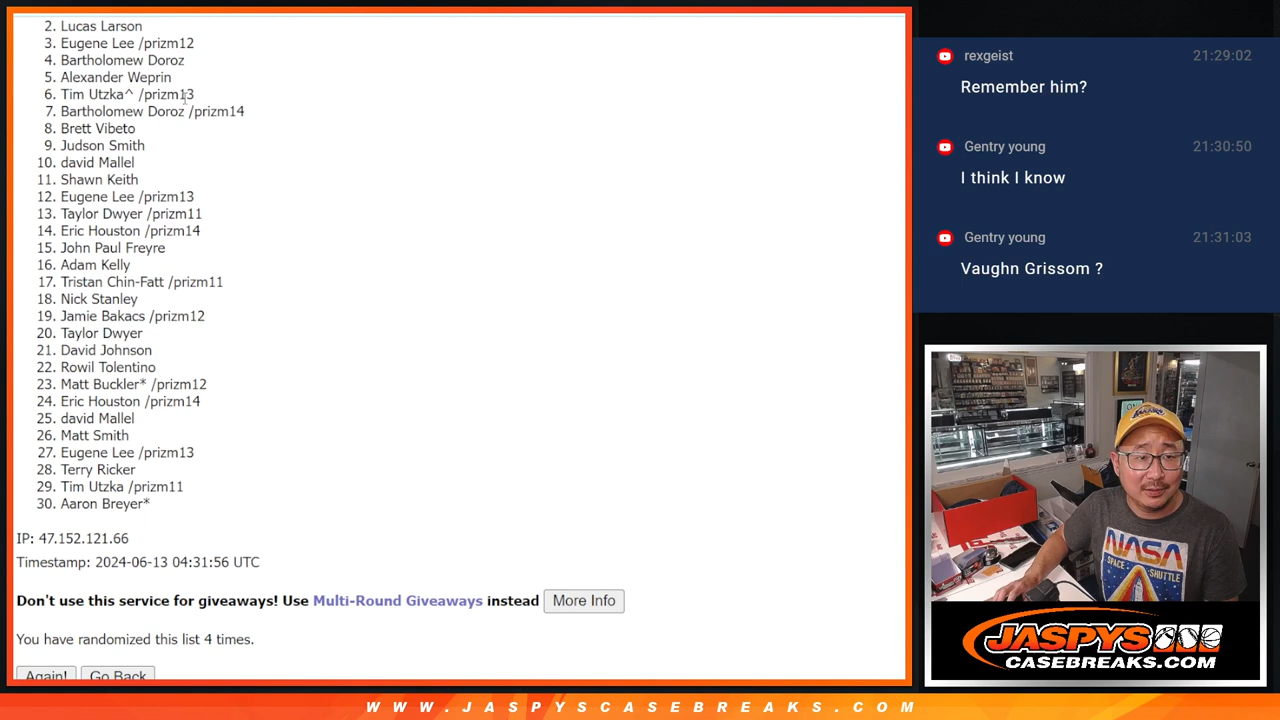 2. Lucas Larson
3. Eugene Lee /prizm12
4. Bartholomew Doroz
5. Alexander Weprin
6. Tim Utzka^ /prizm13
7. Bartholomew Doroz /prizm14
8. Brett Vibeto
9. Judson Smith
10. david Mallel
11. Shawn Keith
12. Eugene Lee /prizm13
13. Taylor Dwyer /prizm11
14. Eric Houston /prizm14
15. John Paul Freyre
16. Adam Kelly
17. Tristan Chin-Fatt /prizm11
18. Nick Stanley
19. Jamie Bakacs /prizm12
20. Taylor Dwyer
21. David Johnson
22. Rowil Tolentino
23. Matt Buckler* /prizm12
24. Eric Houston /prizm14
25. david Mallel
26. Matt Smith
27. Eugene Lee /prizm13
28. Terry Ricker
29. Tim Utzka /prizm11
30. Aaron Breyer*
IP: 47.152.121.66
Timestamp: 2024-06-13 04:31:56 UTC
Don't use this service for giveaways! Use Multi-Round Giveaways instead More Info
You have randomized this list 4 times.
Again! Go Back
rexgeist 21:29:02
Remember him?
Gentry young 21:30:50
I think I know
Gentry young 21:31:03
Vaughn Grissom ?
NASA
SPACE SHUTTLE
JASPYS
CASEBREAKS.COM
WWW.JASPYSCASEBREAKS.COM